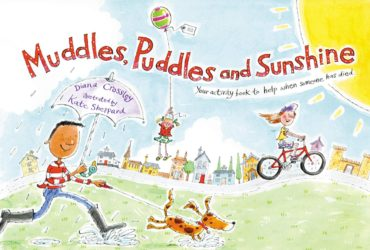 Muddles, Puddles and Sunshine
Your activity book to help when someone has died
Diana Crossley
Illustrated by
Kate Sheppard